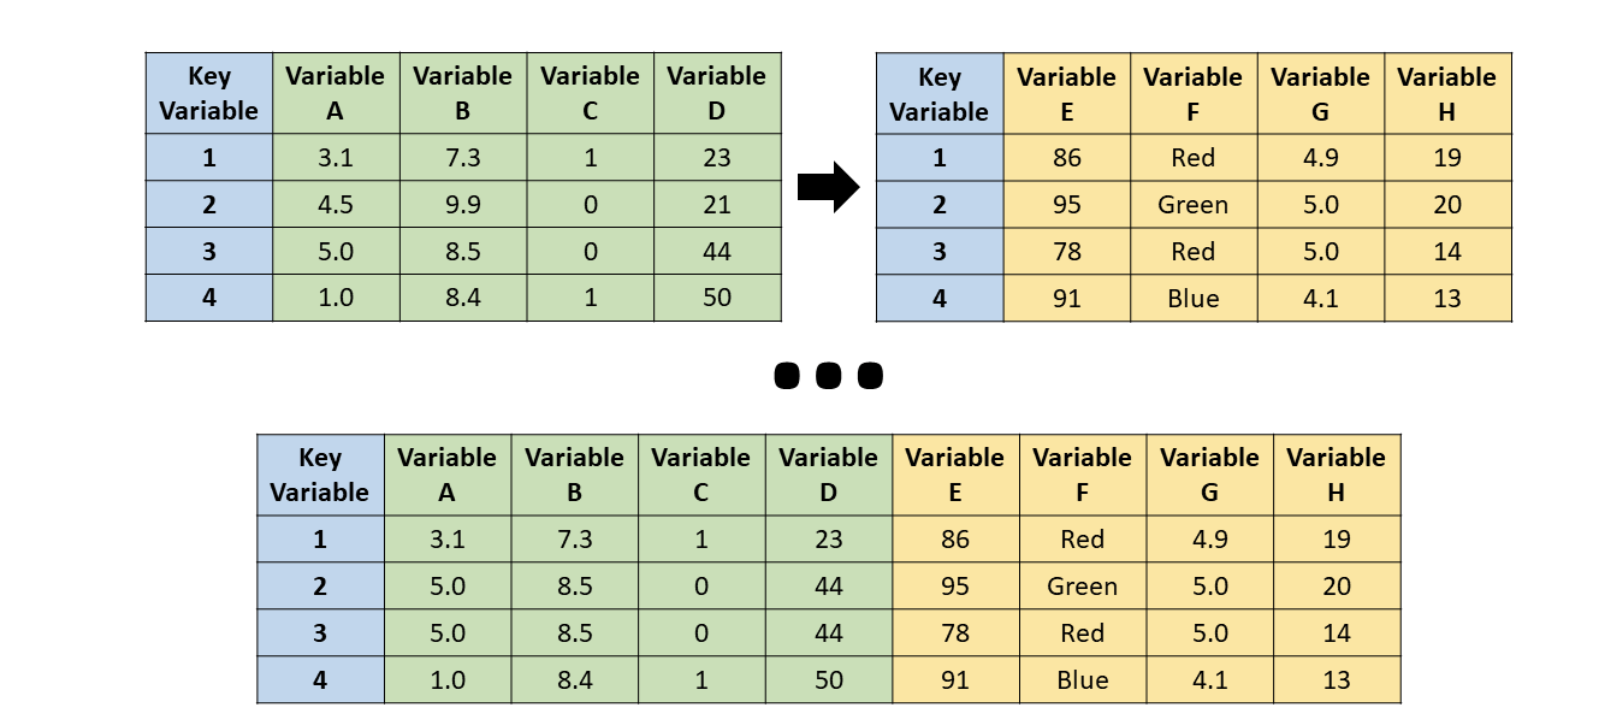 Key Variable Variable A Variable B Variable C Variable D
1 3.1 7.3 1 23
2 4.5 9.9 0 21
3 5.0 8.5 0 44
4 1.0 8.4 1 50
Key Variable Variable E Variable F Variable G Variable H
1 86 Red 4.9 19
2 95 Green 5.0 20
3 78 Red 5.0 14
4 91 Blue 4.1 13
Key Variable Variable A Variable B Variable C Variable D Variable E Variable F Variable G Variable H
1 3.1 7.3 1 23 86 Red 4.9 19
2 5.0 8.5 0 44 95 Green 5.0 20
3 5.0 8.5 0 44 78 Red 5.0 14
4 1.0 8.4 1 50 91 Blue 4.1 13